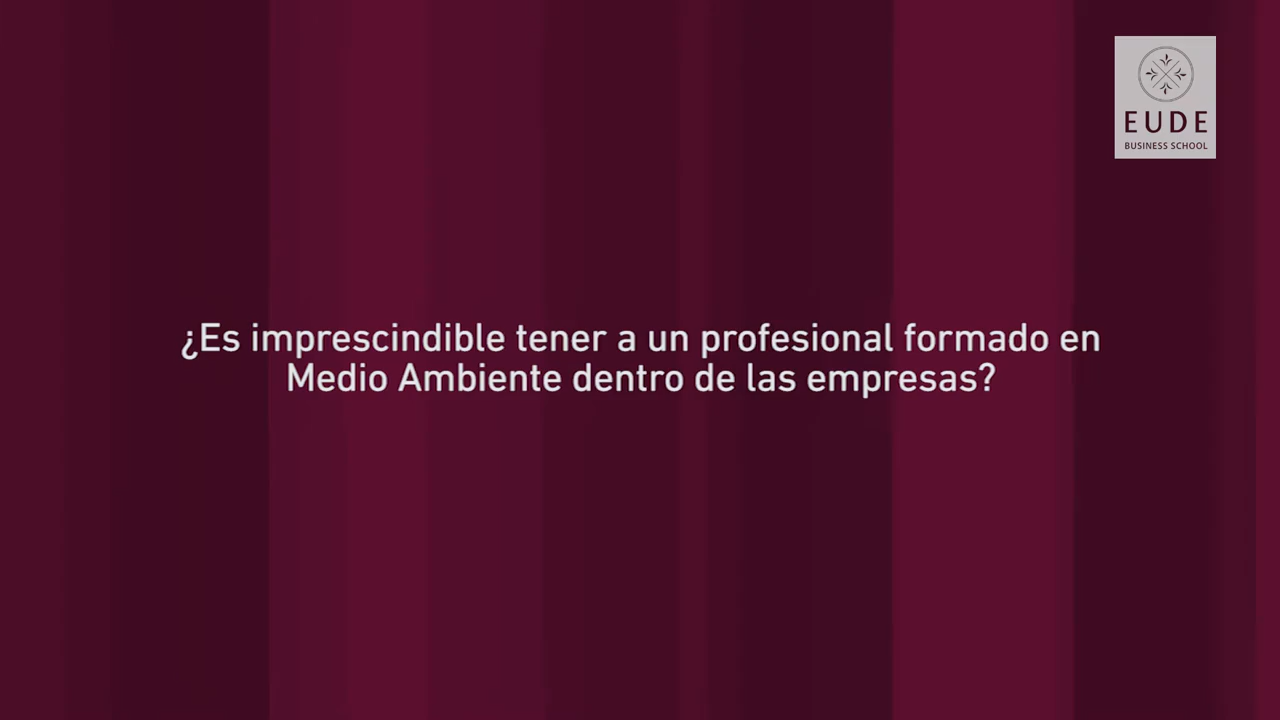 EUDE
BUSINESS SCHOOL
¿Es imprescindible tener a un profesional formado en
Medio Ambiente dentro de las empresas?